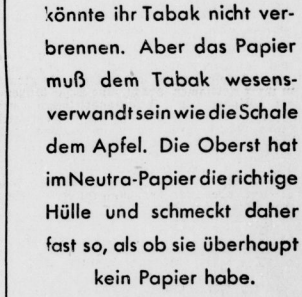 könnte ihr Tabak nicht ver-
brennen. Aber das Papier
muß dem Tabak wesens-
verwandt sein wie die Schale
dem Apfel. Die Oberst hat
im Neutra-Papier die richtige
Hülle und schmeckt daher
fast so, als ob sie überhaupt
kein Papier habe.